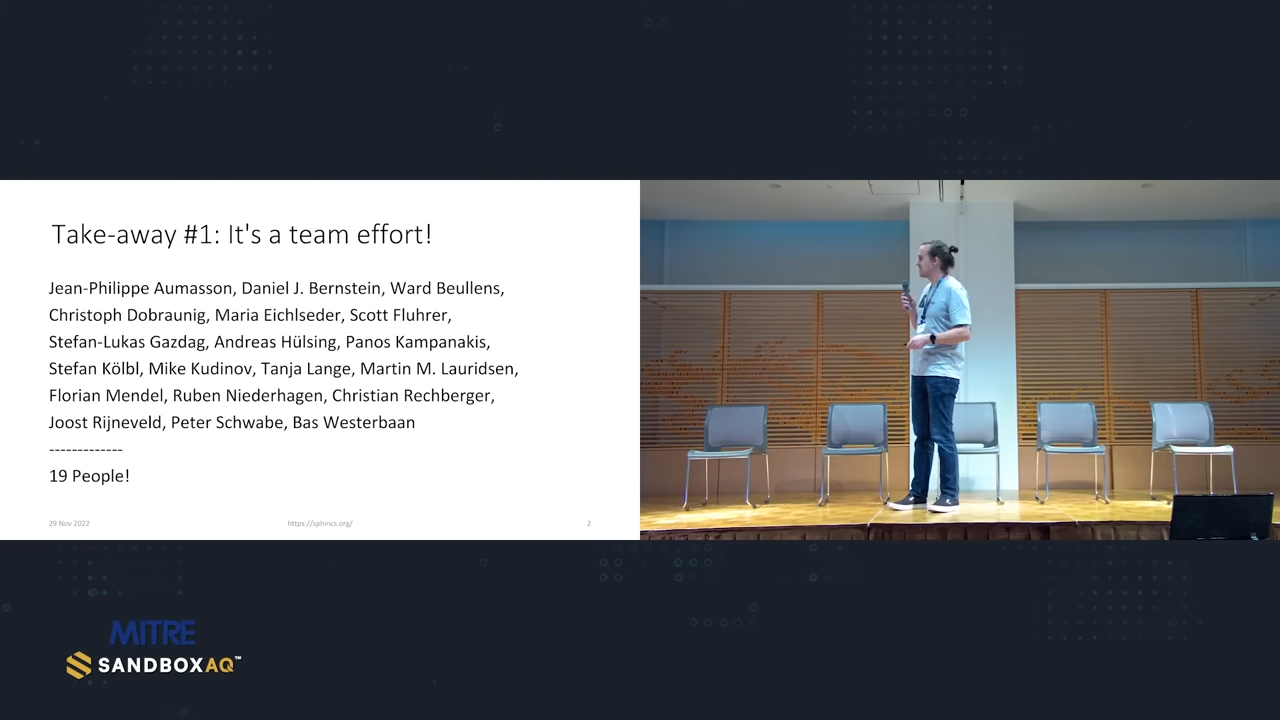 Take-away #1: It's a team effort!
Jean-Philippe Aumasson, Daniel J. Bernstein, Ward Beullens,
Christoph Dobraunig, Maria Eichlseder, Scott Fluhrer,
Stefan-Lukas Gazdag, Andreas Hülsing, Panos Kampanakis,
Stefan Kölbl, Mike Kudinov, Tanja Lange, Martin M. Lauridsen,
Florian Mendel, Ruben Niederhagen, Christian Rechberger,
Joost Rijneveld, Peter Schwabe, Bas Westerbaan
-------------
19 People!
29 Nov 2022
https://sphincs.org/
2
MITRE
SANDBOXAQ™